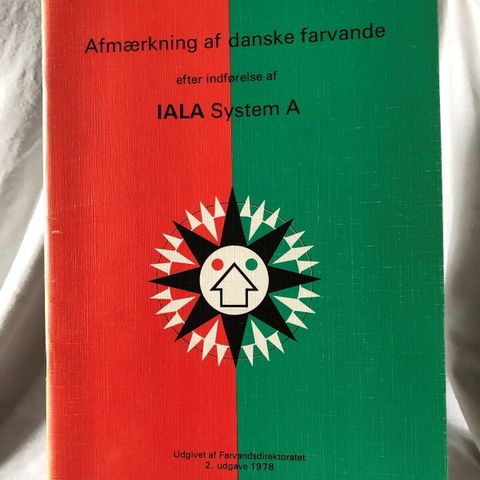 Afmærkning af danske farvande
efter indførelse af
IALA System A
Udgivet af Farvandsdirektoratet
2. udgave 1978